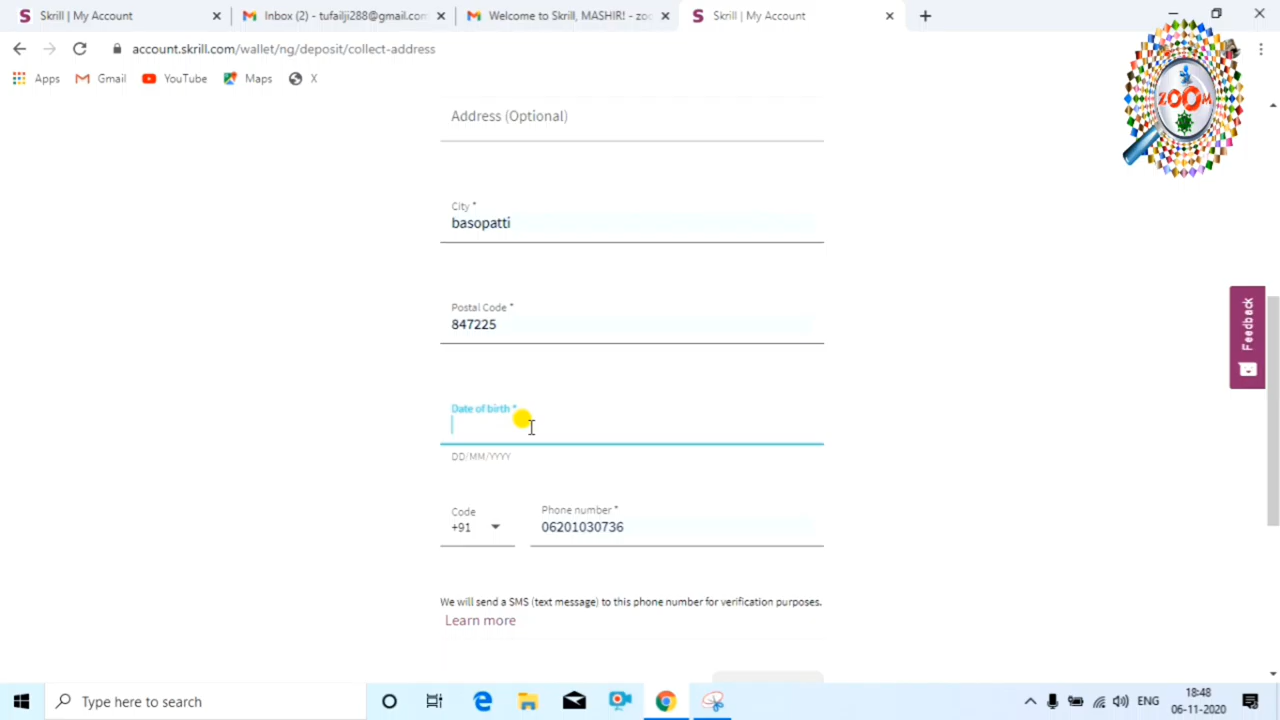 Skrill | My Account
Inbox (2) - tufailji288@gmail.com
Welcome to Skrill, MASHIR! - zoo
Skrill | My Account
account.skrill.com/wallet/ng/deposit/collect-address
Apps
Gmail
YouTube
Maps
X
ZOOM
Address (Optional)
City *
basopatti
Postal Code *
847225
Feedback
Date of birth *
DD/MM/YYYY
Code
+91
Phone number *
06201030736
We will send a SMS (text message) to this phone number for verification purposes.
Learn more
Type here to search
ENG
18:48
06-11-2020